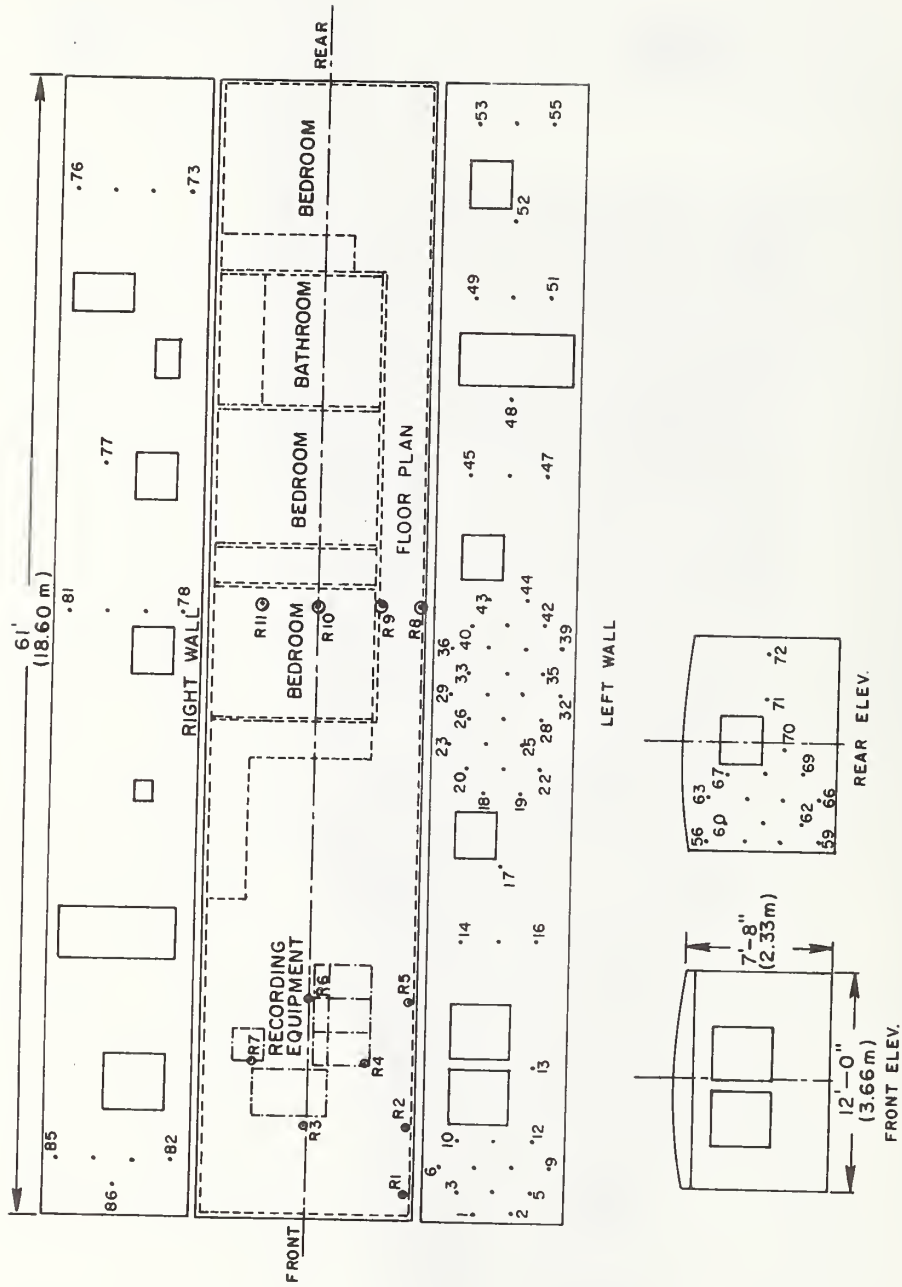 61'
(18.60 m)
85
86
82
81
78
77
76
73
RIGHT WALL
FRONT
REAR
RECORDING
EQUIPMENT
BEDROOM
BEDROOM
BATHROOM
BEDROOM
R1
R2
R3
R4
R5
R6
R7
R8
R9
R10
R11
FLOOR PLAN
1
2
3
5
6
9
10
12
13
14
16
17
18
19
20
22
23
25
26
28
29
32
33
35
36
39
40
42
43
44
45
47
48
49
51
52
53
55
LEFT WALL
7'-8"
(2.33m)
12'-0"
(3.66m)
FRONT ELEV.
56
59
60
62
63
66
67
69
70
71
72
REAR ELEV.